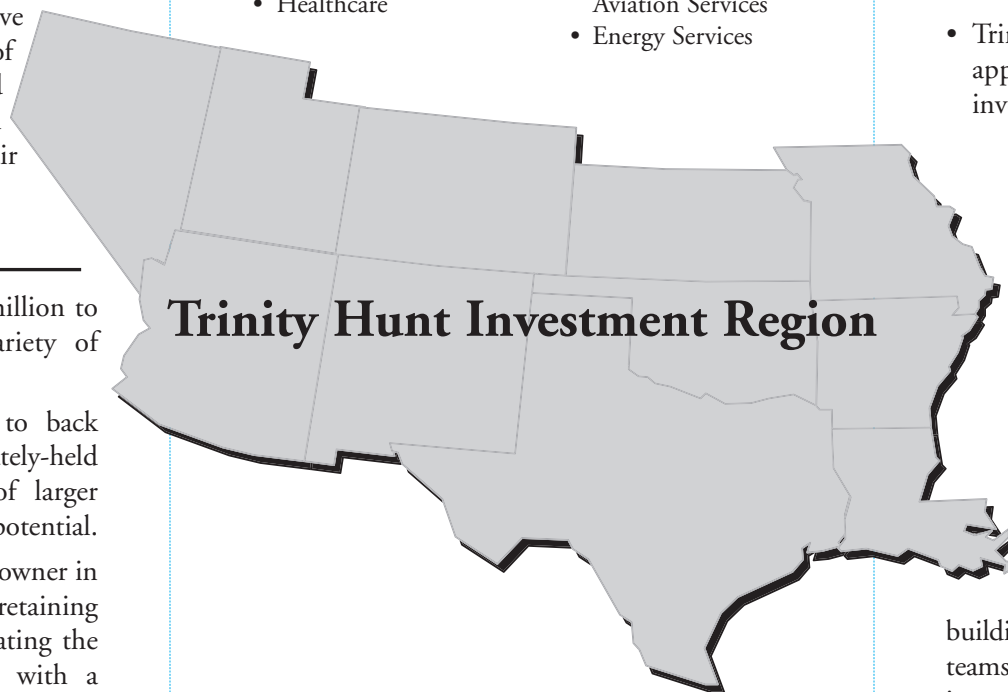 • Healthcare
Aviation Services
• Energy Services
ve
of
ir
illion to
ariety of
to back
tely-held
of larger
potential.
owner in
retaining
ating the
with a
Trinity Hunt Investment Region
• Tri
app
inv
buildi
teams